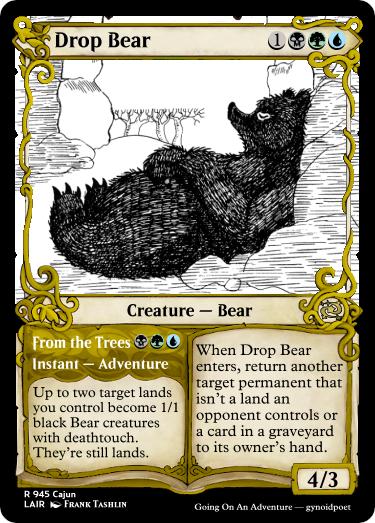 Drop Bear 1
Creature — Bear
From the Trees
Instant — Adventure
Up to two target lands
you control become 1/1
black Bear creatures
with deathtouch.
They're still lands.
When Drop Bear
enters, return another
target permanent that
isn't a land an
opponent controls or
a card in a graveyard
to its owner's hand.
4/3
R 945 Cajun
LAIR Frank Tashlin
Going On An Adventure — gynoidpoet